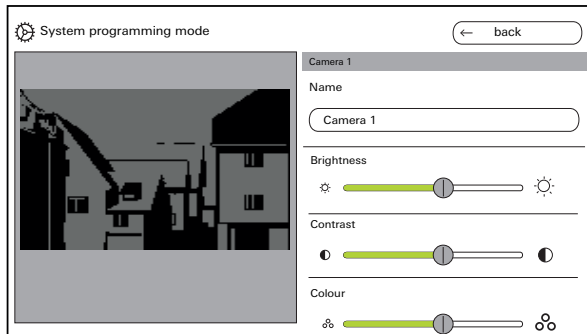 System programming mode
← back
Camera 1
Name
Camera 1
Brightness
Contrast
Colour